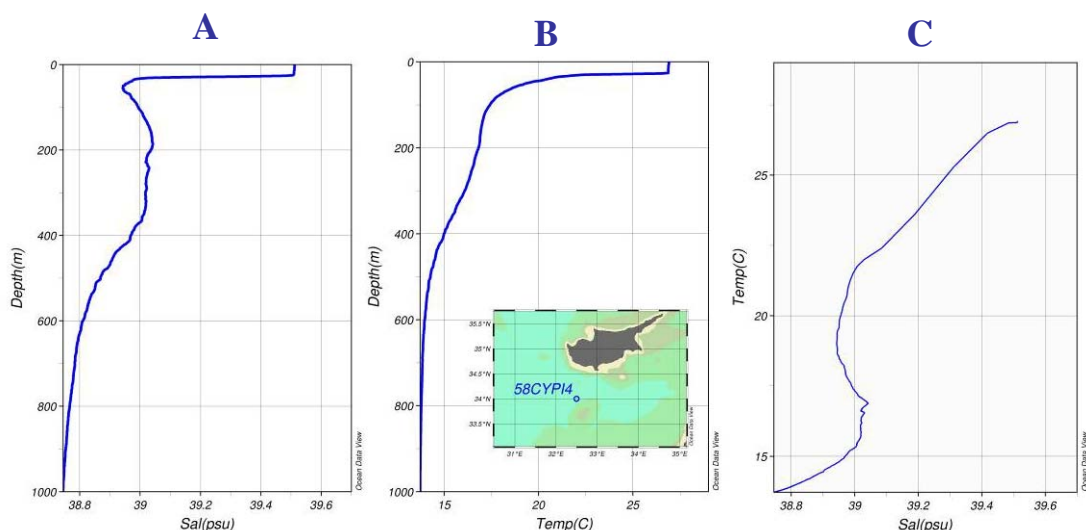 A
B
C
0
200
400
600
800
1000
Depth(m)
38.8
39
39.2
39.4
39.6
Sal(psu)
Ocean Data View
0
200
400
600
800
1000
Depth(m)
15
20
25
Temp(C)
Ocean Data View
35.5°N
35°N
34.5°N
34°N
33.5°N
58CYPI4
31°E
32°E
33°E
34°E
35°E
Ocean Data View
25
20
15
Temp(C)
38.8
39
39.2
39.4
39.6
Sal(psu)
Ocean Data View